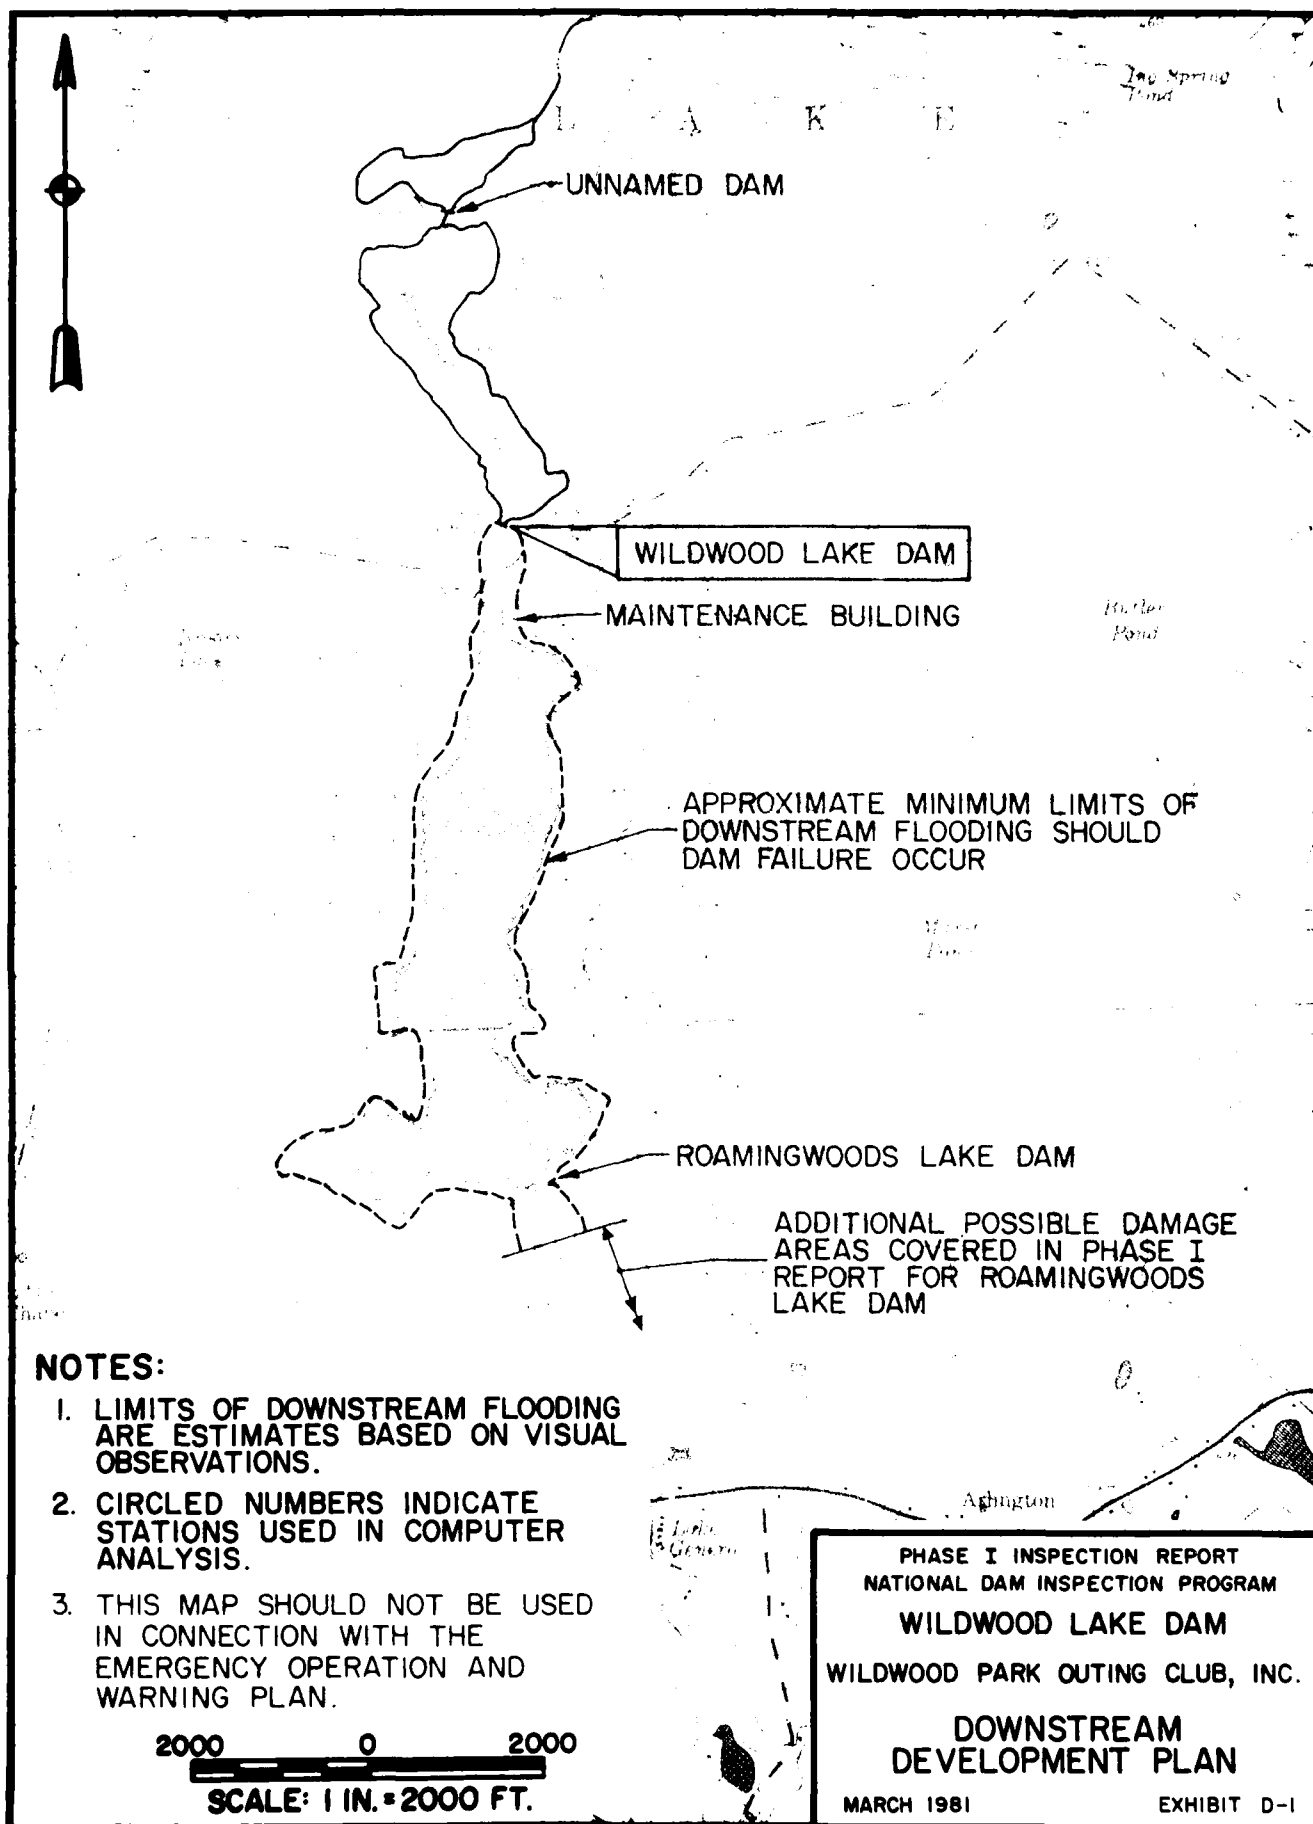 L A K E
UNNAMED DAM
WILDWOOD LAKE DAM
MAINTENANCE BUILDING
Butler
Pond
APPROXIMATE MINIMUM LIMITS OF
DOWNSTREAM FLOODING SHOULD
DAM FAILURE OCCUR
ROAMINGWOODS LAKE DAM
ADDITIONAL POSSIBLE DAMAGE
AREAS COVERED IN PHASE I
REPORT FOR ROAMINGWOODS
LAKE DAM
NOTES:
1. LIMITS OF DOWNSTREAM FLOODING
ARE ESTIMATES BASED ON VISUAL
OBSERVATIONS.
2. CIRCLED NUMBERS INDICATE
STATIONS USED IN COMPUTER
ANALYSIS.
3. THIS MAP SHOULD NOT BE USED
IN CONNECTION WITH THE
EMERGENCY OPERATION AND
WARNING PLAN.
2000 0 2000
SCALE: 1 IN. = 2000 FT.
Lake
PHASE I INSPECTION REPORT
NATIONAL DAM INSPECTION PROGRAM
WILDWOOD LAKE DAM
WILDWOOD PARK OUTING CLUB, INC.
DOWNSTREAM
DEVELOPMENT PLAN
MARCH 1981 EXHIBIT D-1